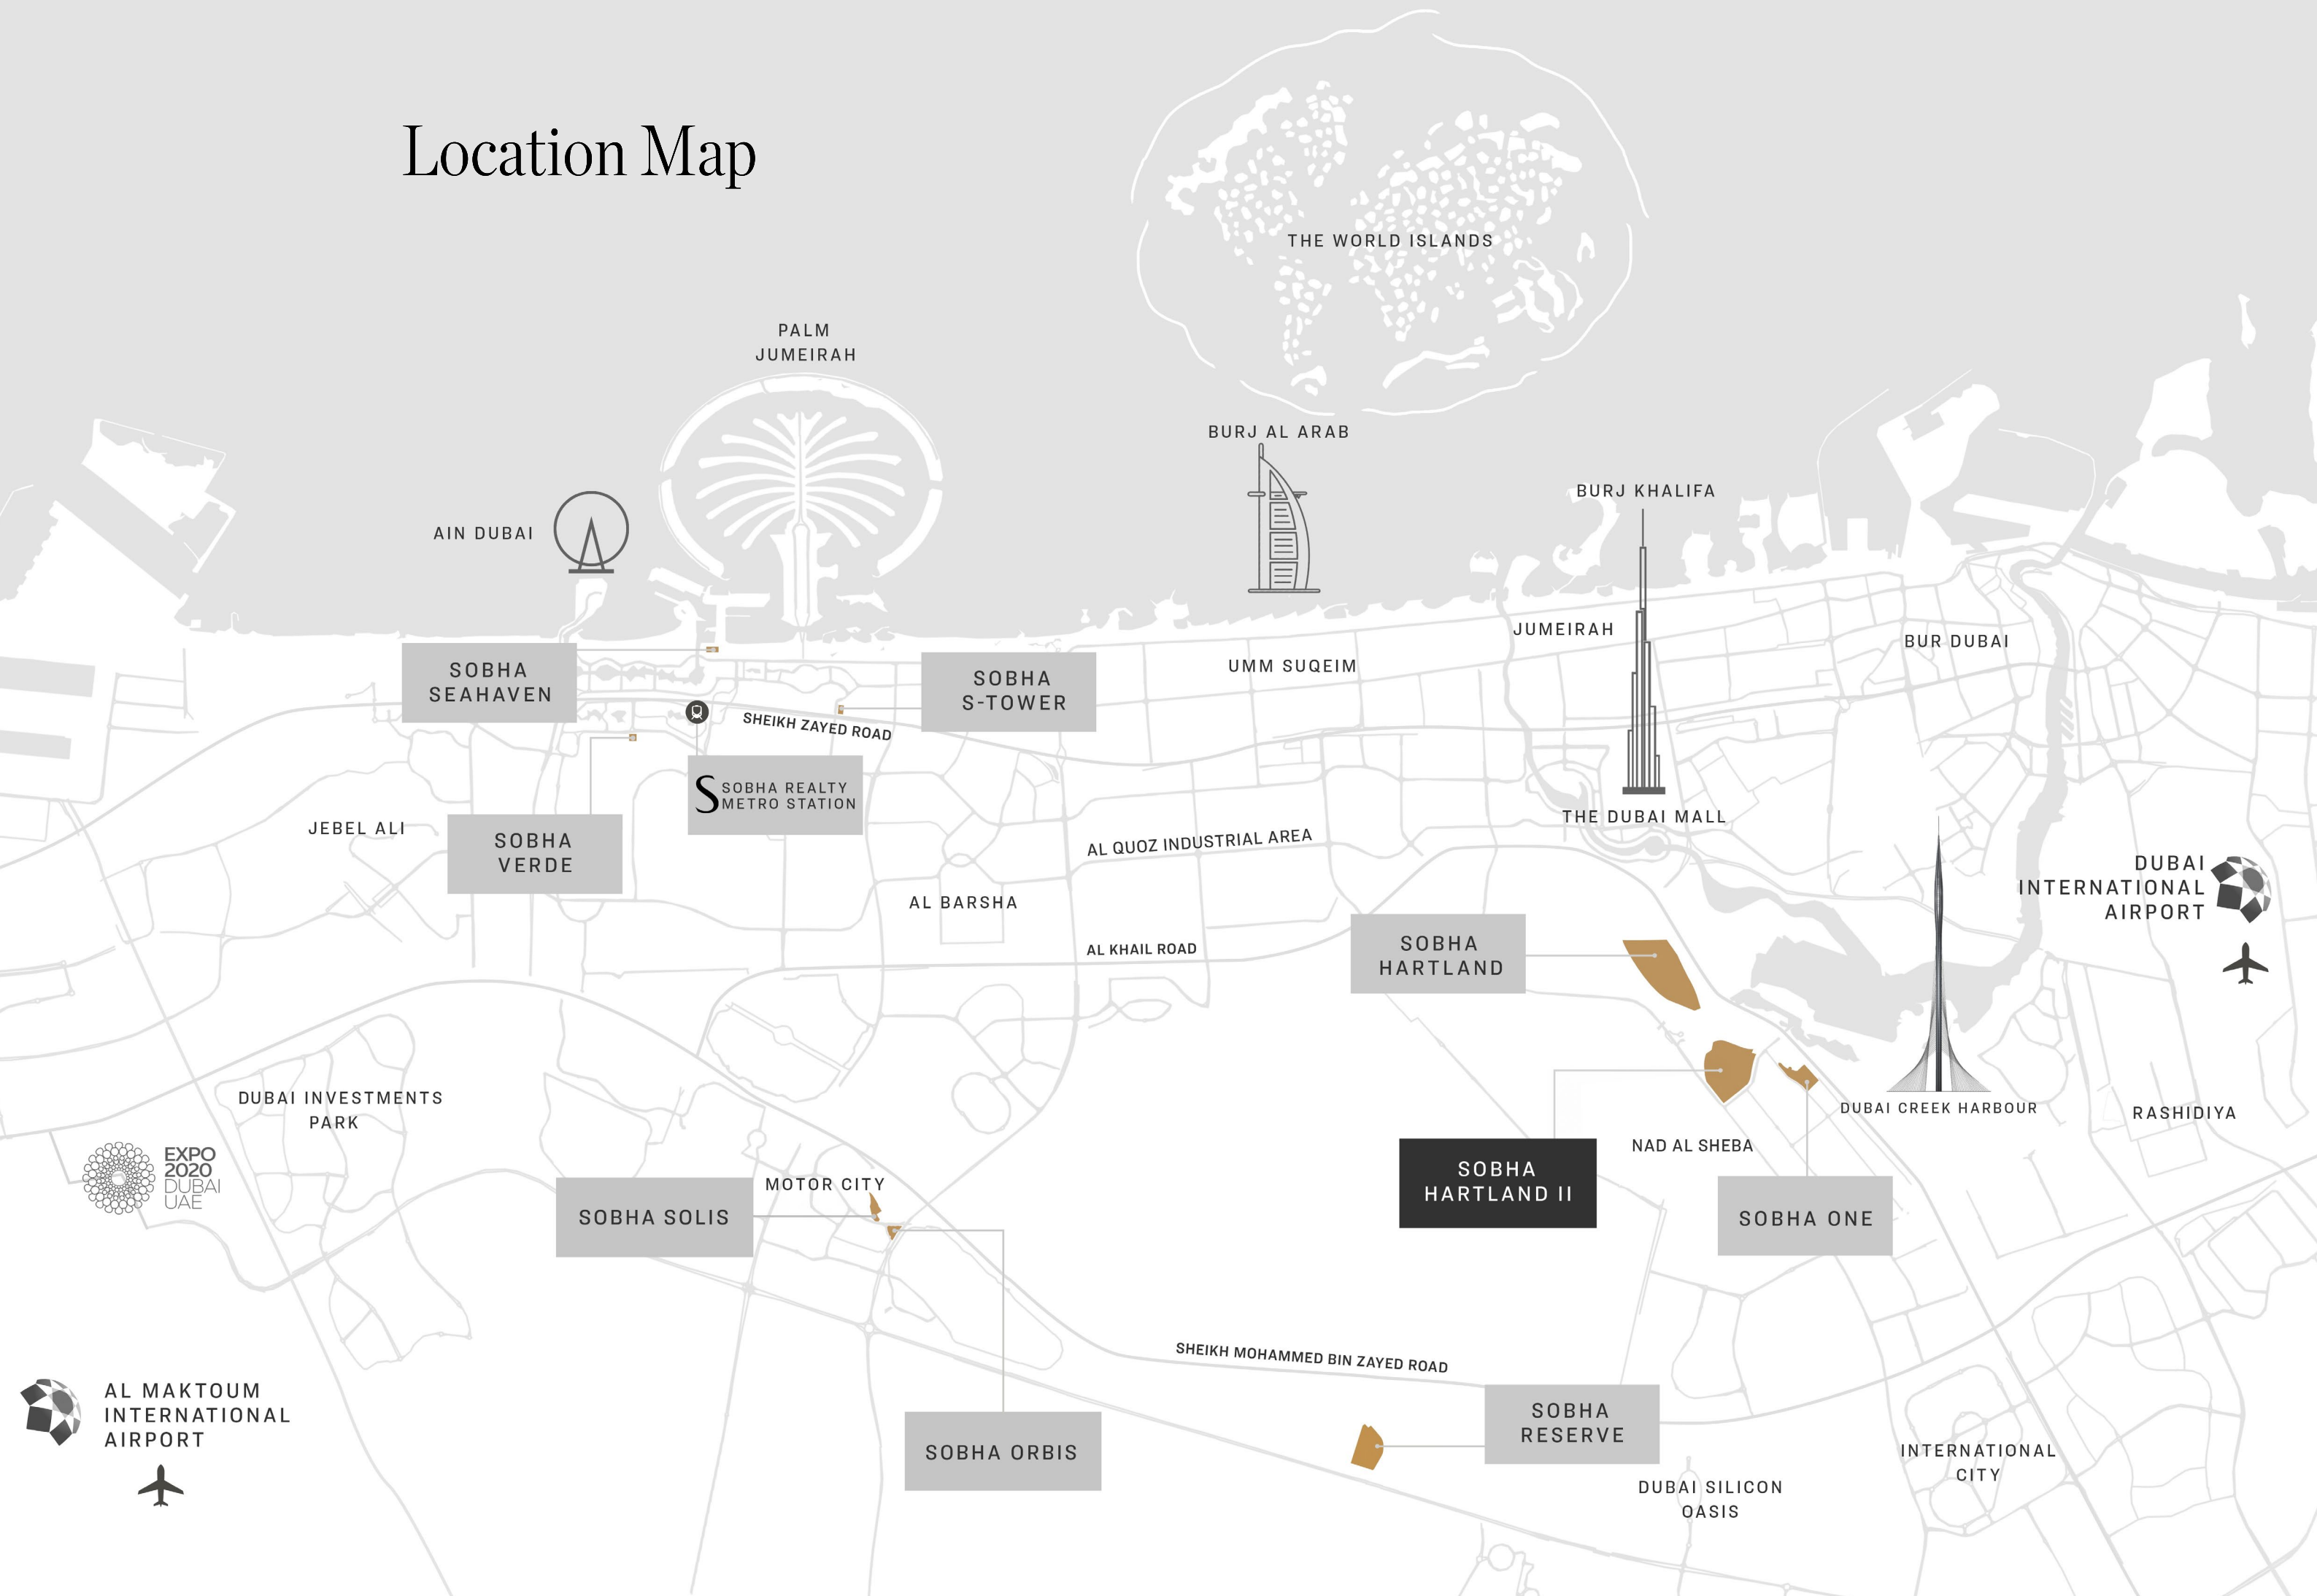 Location Map
THE WORLD ISLANDS
PALM
JUMEIRAH
BURJ AL ARAB
BURJ KHALIFA
AIN DUBAI
JUMEIRAH
BUR DUBAI
UMM SUQEIM
SOBHA
SEAHAVEN
SOBHA
S-TOWER
SHEIKH ZAYED ROAD
S SOBHA REALTY
METRO STATION
JEBEL ALI
SOBHA
VERDE
THE DUBAI MALL
AL QUOZ INDUSTRIAL AREA
DUBAI
INTERNATIONAL
AIRPORT
AL BARSHA
AL KHAIL ROAD
SOBHA
HARTLAND
DUBAI INVESTMENTS
PARK
DUBAI CREEK HARBOUR
RASHIDIYA
NAD AL SHEBA
EXPO
2020
DUBAI
UAE
SOBHA
HARTLAND II
MOTOR CITY
SOBHA SOLIS
SOBHA ONE
SHEIKH MOHAMMED BIN ZAYED ROAD
AL MAKTOUM
INTERNATIONAL
AIRPORT
SOBHA
RESERVE
SOBHA ORBIS
INTERNATIONAL
CITY
DUBAI SILICON
OASIS